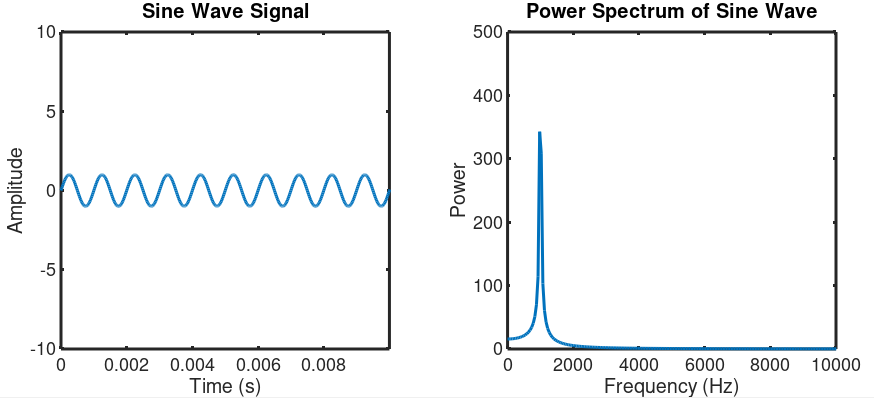 Sine Wave Signal
10
5
0
-5
-10
Amplitude
0 0.002 0.004 0.006 0.008
Time (s)
Power Spectrum of Sine Wave
500
400
300
200
100
0
Power
0 2000 4000 6000 8000 10000
Frequency (Hz)